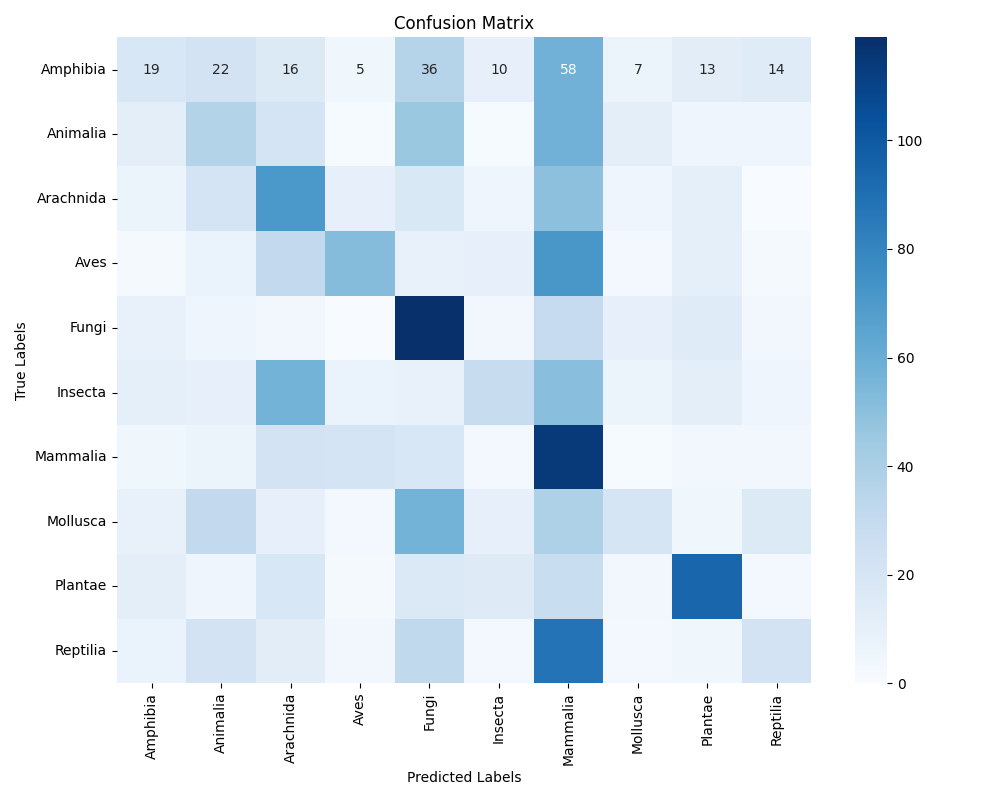 Confusion Matrix
True Labels
Amphibia 19 22 16 5 36 10 58 7 13 14
Animalia
Arachnida
Aves
Fungi
Insecta
Mammalia
Mollusca
Plantae
Reptilia
Amphibia Animalia Arachnida Aves Fungi Insecta Mammalia Mollusca Plantae Reptilia
Predicted Labels
100
80
60
40
20
0